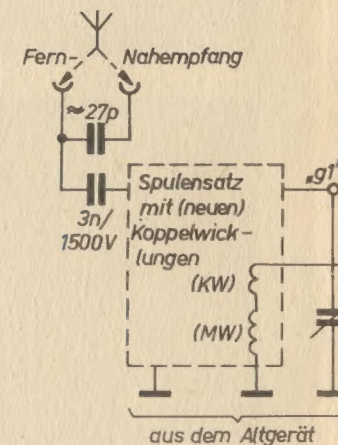 Fern- Nahempfang
≈27p
3n/
1500V
Spulensatz
mit (neuen)
Koppelwick-
lungen
(KW)
(MW)
"g1"
aus dem Altgerät